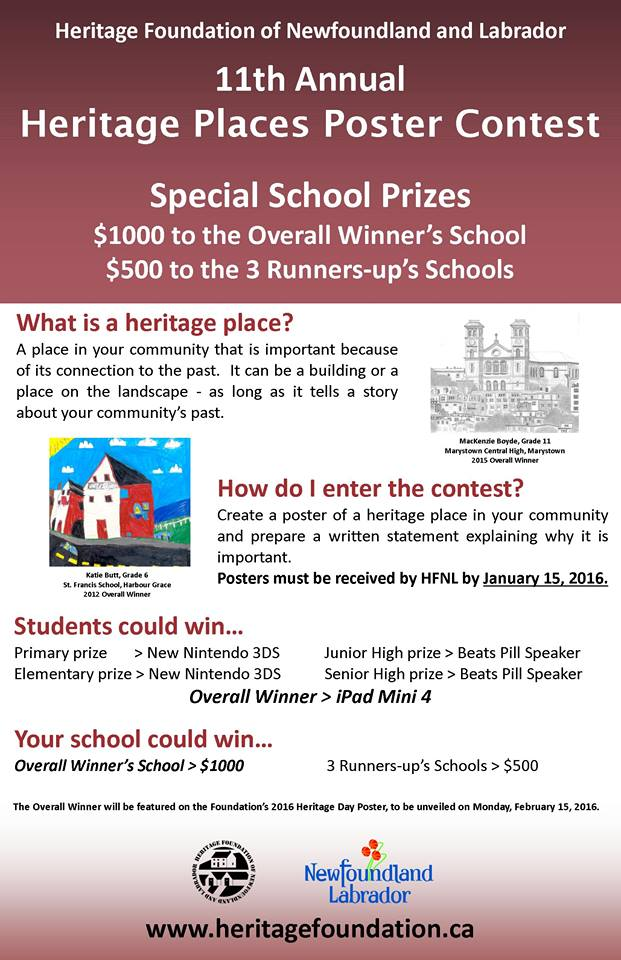 Heritage Foundation of Newfoundland and Labrador
11th Annual
Heritage Places Poster Contest
Special School Prizes
$1000 to the Overall Winner's School
$500 to the 3 Runners-up's Schools
What is a heritage place?
A place in your community that is important because
of its connection to the past. It can be a building or a
place on the landscape - as long as it tells a story
about your community's past.
MacKenzie Boyde, Grade 11
Marystown Central High, Marystown
2015 Overall Winner
Katie Butt, Grade 6
St. Francis School, Harbour Grace
2012 Overall Winner
How do I enter the contest?
Create a poster of a heritage place in your community
and prepare a written statement explaining why it is
important.
Posters must be received by HFNL by January 15, 2016.
Students could win…
Primary prize > New Nintendo 3DS
Junior High prize > Beats Pill Speaker
Elementary prize > New Nintendo 3DS
Senior High prize > Beats Pill Speaker
Overall Winner > iPad Mini 4
Your school could win…
Overall Winner's School > $1000
3 Runners-up's Schools > $500
The Overall Winner will be featured on the Foundation's 2016 Heritage Day Poster, to be unveiled on Monday, February 15, 2016.
HERITAGE FOUNDATION OF NEWFOUNDLAND AND LABRADOR
Newfoundland
Labrador
www.heritagefoundation.ca